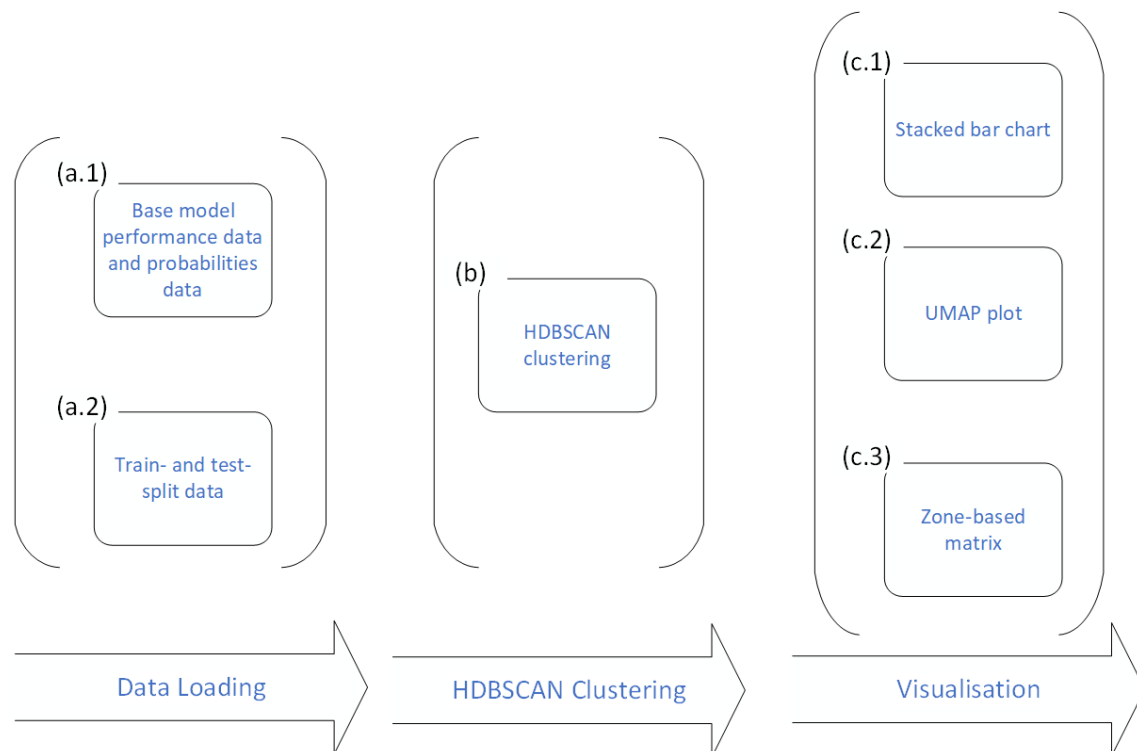 (a.1)
Base model
performance data
and probabilities
data
(a.2)
Train- and test-
split data
(b)
HDBSCAN
clustering
(c.1)
Stacked bar chart
(c.2)
UMAP plot
(c.3)
Zone-based
matrix
Data Loading
HDBSCAN Clustering
Visualisation